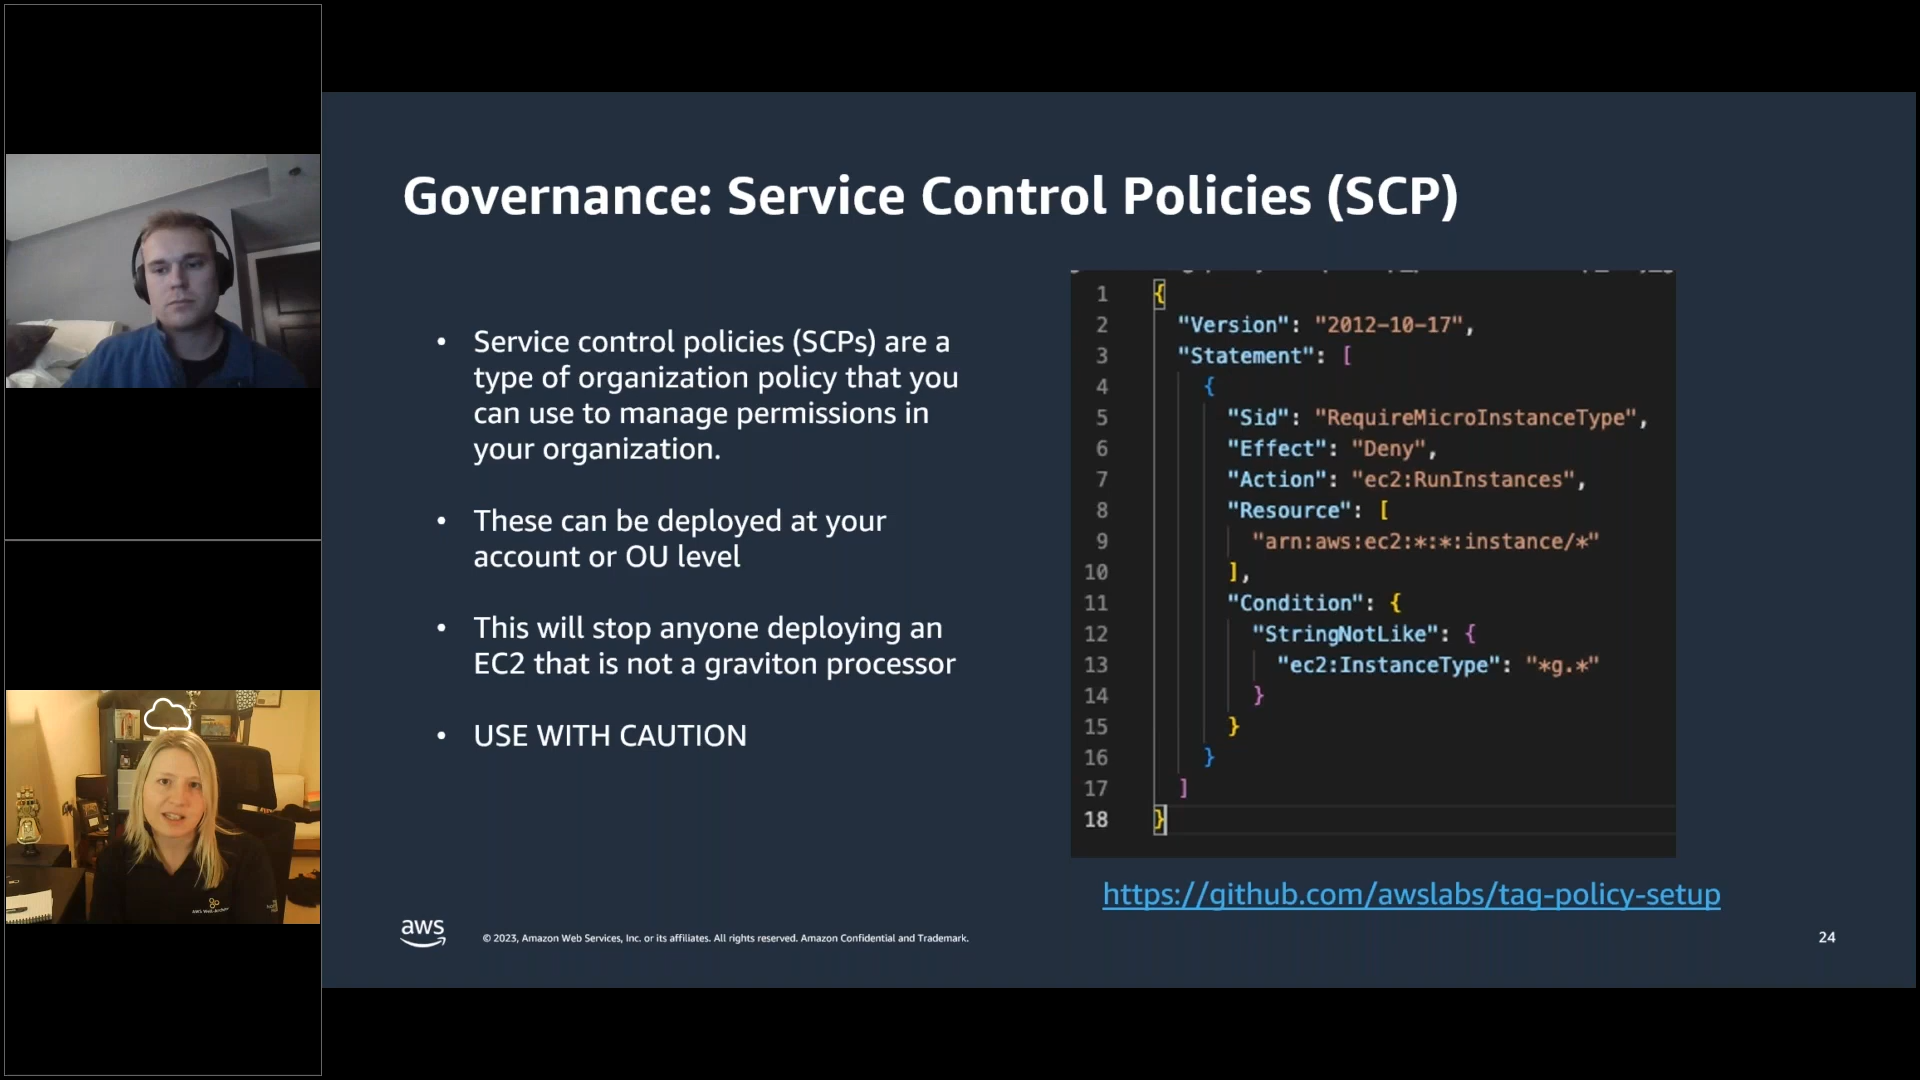 Governance: Service Control Policies (SCP)
• Service control policies (SCPs) are a
type of organization policy that you
can use to manage permissions in
your organization.
• These can be deployed at your
account or OU level
• This will stop anyone deploying an
EC2 that is not a graviton processor
• USE WITH CAUTION
1 {
2 "Version": "2012-10-17",
3 "Statement": [
4 {
5 "Sid": "RequireMicroInstanceType",
6 "Effect": "Deny",
7 "Action": "ec2:RunInstances",
8 "Resource": [
9 "arn:aws:ec2:*:*:instance/*"
10 ],
11 "Condition": {
12 "StringNotLike": {
13 "ec2:InstanceType": "*g.*"
14 }
15 }
16 }
17 ]
18 }
https://github.com/awslabs/tag-policy-setup
aws
© 2023, Amazon Web Services, Inc. or its affiliates. All rights reserved. Amazon Confidential and Trademark.
24